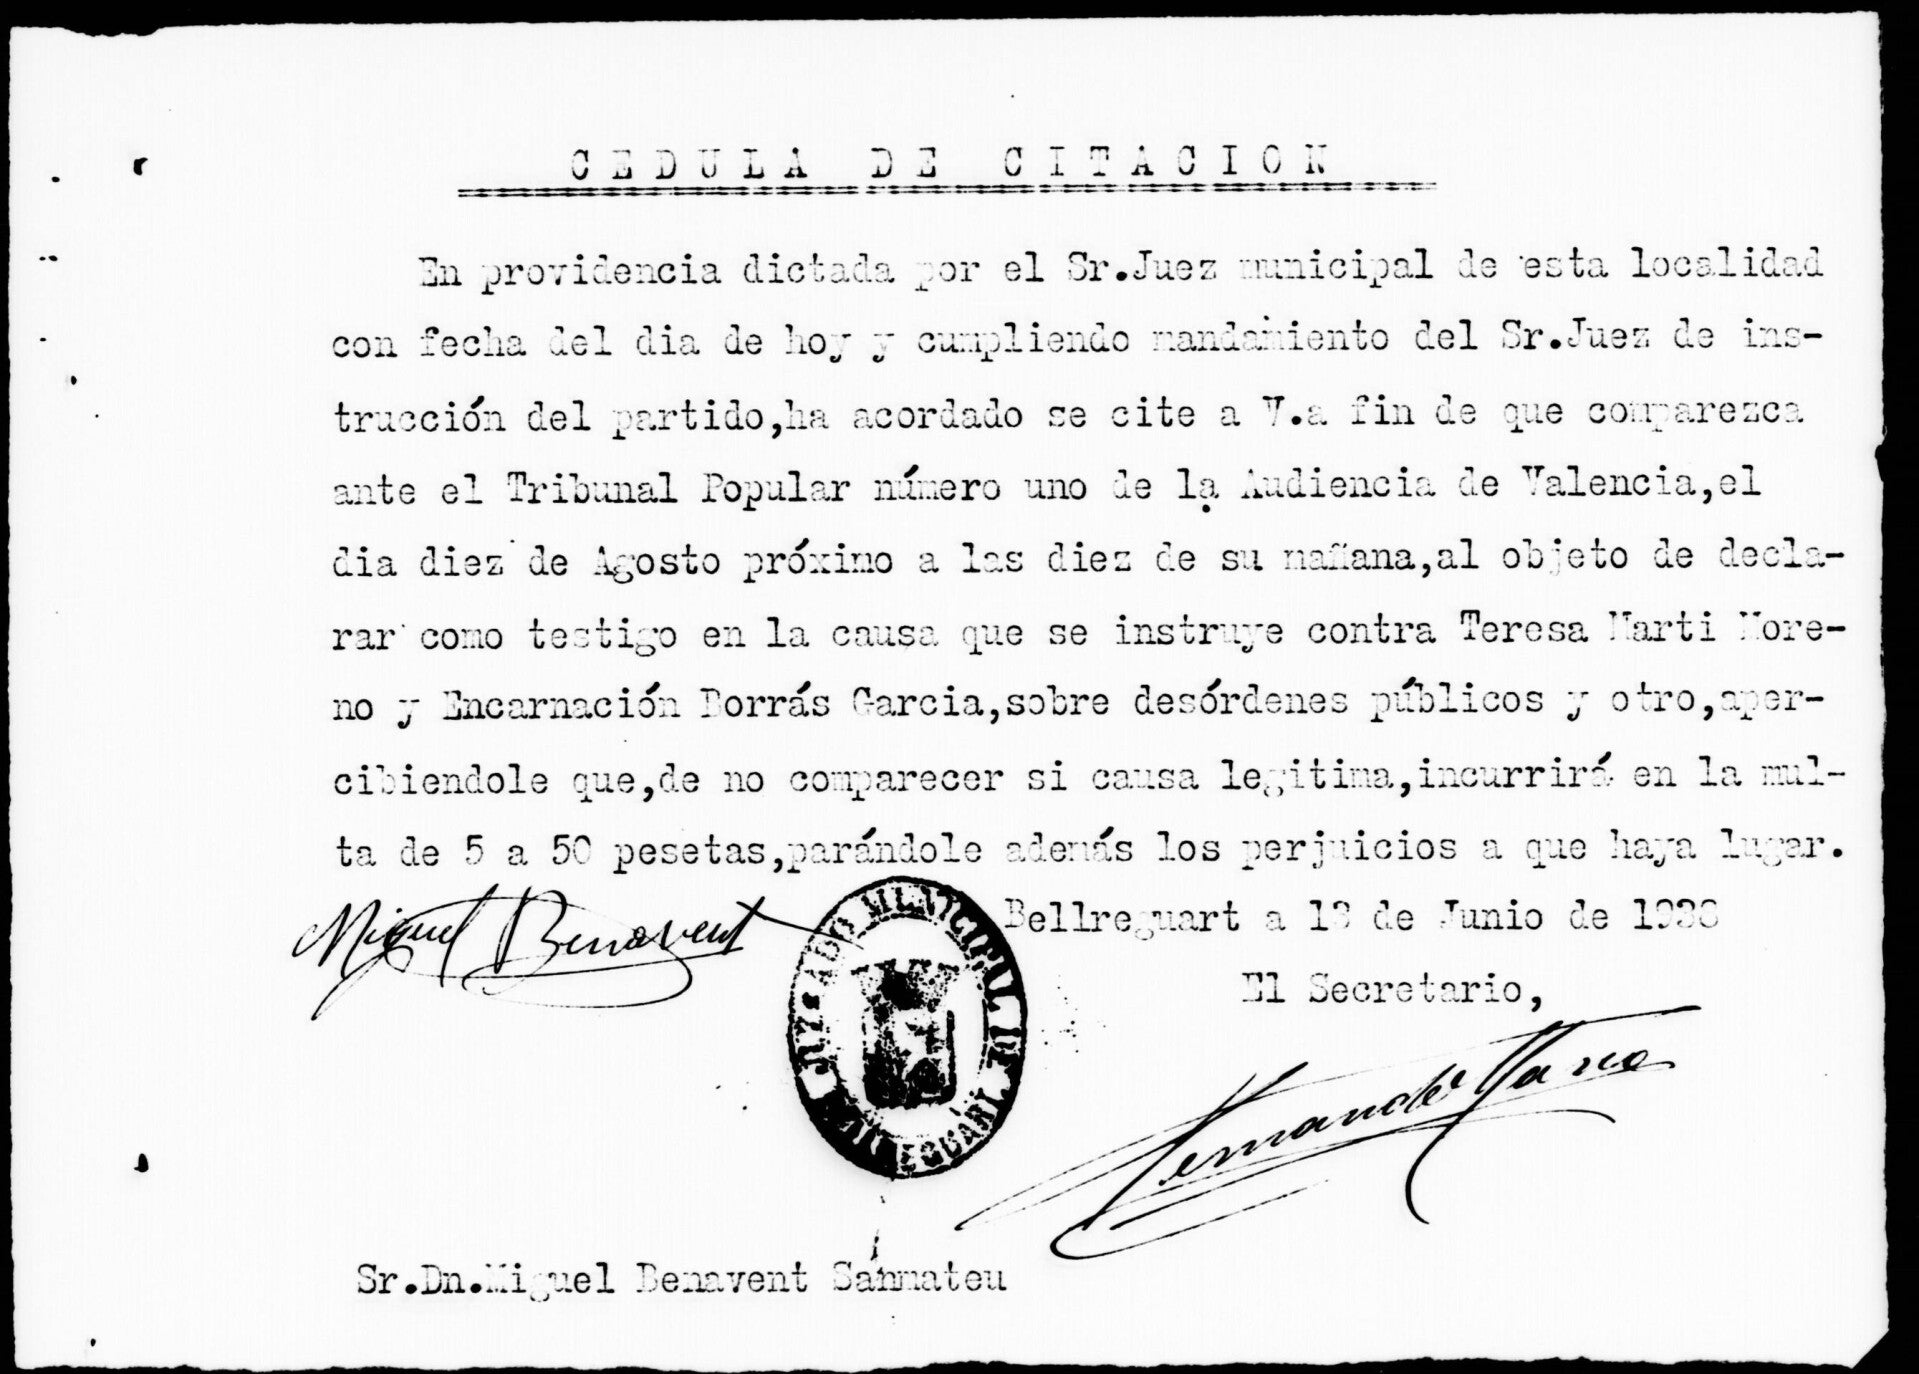 CEDULA DE CITACION
En providencia dictada por el Sr.Juez municipal de esta localidad
con fecha del dia de hoy y cumpliendo mandamiento del Sr.Juez de ins-
trucción del partido,ha acordado se cite a V.a fin de que comparezca
ante el Tribunal Popular número uno de la Audiencia de Valencia,el
dia diez de Agosto próximo a las diez de su mañana,al objeto de decla-
rar como testigo en la causa que se instruye contra Teresa Marti More-
no y Encarnación Borrás Garcia,sobre desórdenes públicos y otro,aper-
cibiendole que,de no comparecer si causa legitima,incurrirá en la mul-
ta de 5 a 50 pesetas,parándole además los perjuicios a que haya lugar.
Bellreguart a 18 de Junio de 1938
Miguel Benavent
JUZGADO MUNICIPAL DE BELLREGUART
El Secretario,
Sr.Dn.Miguel Benavent Sanmateu